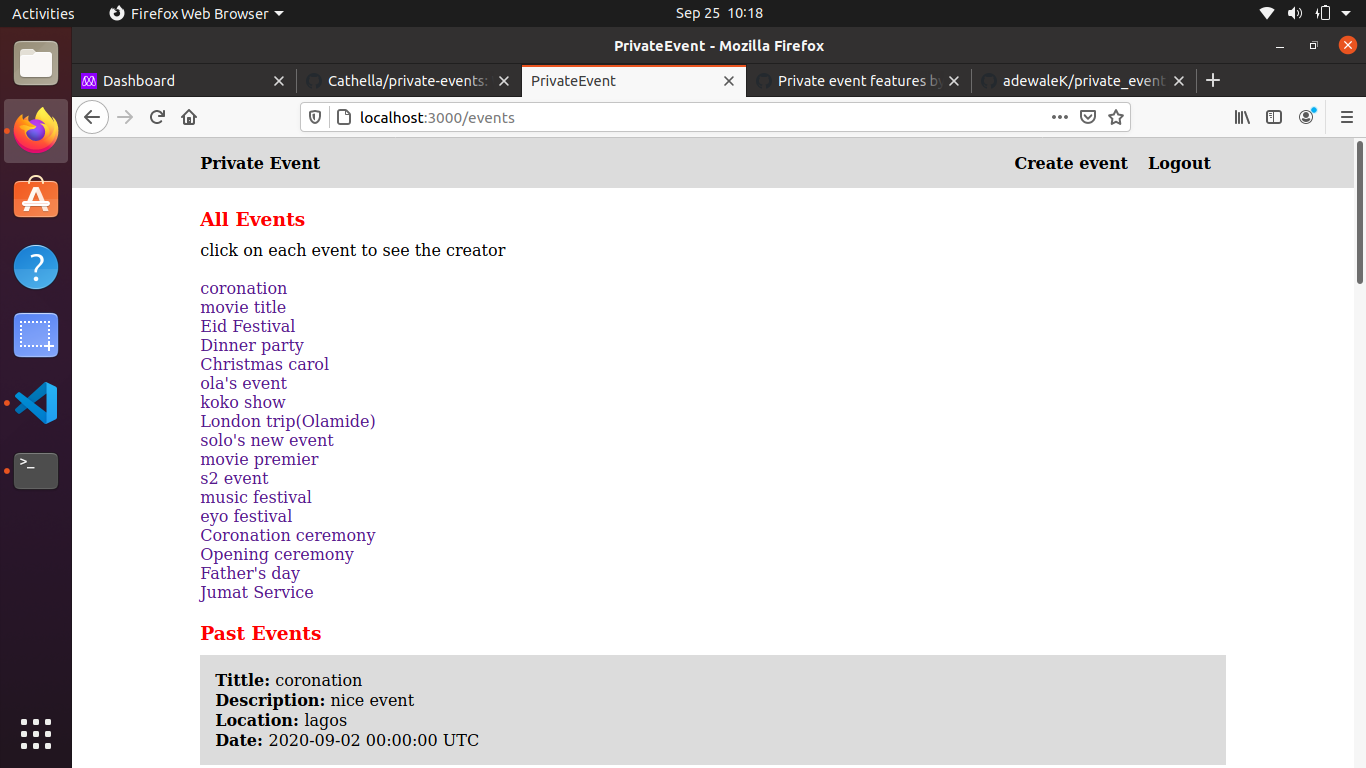 Activities Firefox Web Browser Sep 25 10:18
PrivateEvent - Mozilla Firefox
Dashboard Cathella/private-events: PrivateEvent Private event features by adewaleK/private_event
localhost:3000/events
Private Event Create event Logout
All Events
click on each event to see the creator
coronation
movie title
Eid Festival
Dinner party
Christmas carol
ola's event
koko show
London trip(Olamide)
solo's new event
movie premier
s2 event
music festival
eyo festival
Coronation ceremony
Opening ceremony
Father's day
Jumat Service
Past Events
Tittle: coronation
Description: nice event
Location: lagos
Date: 2020-09-02 00:00:00 UTC